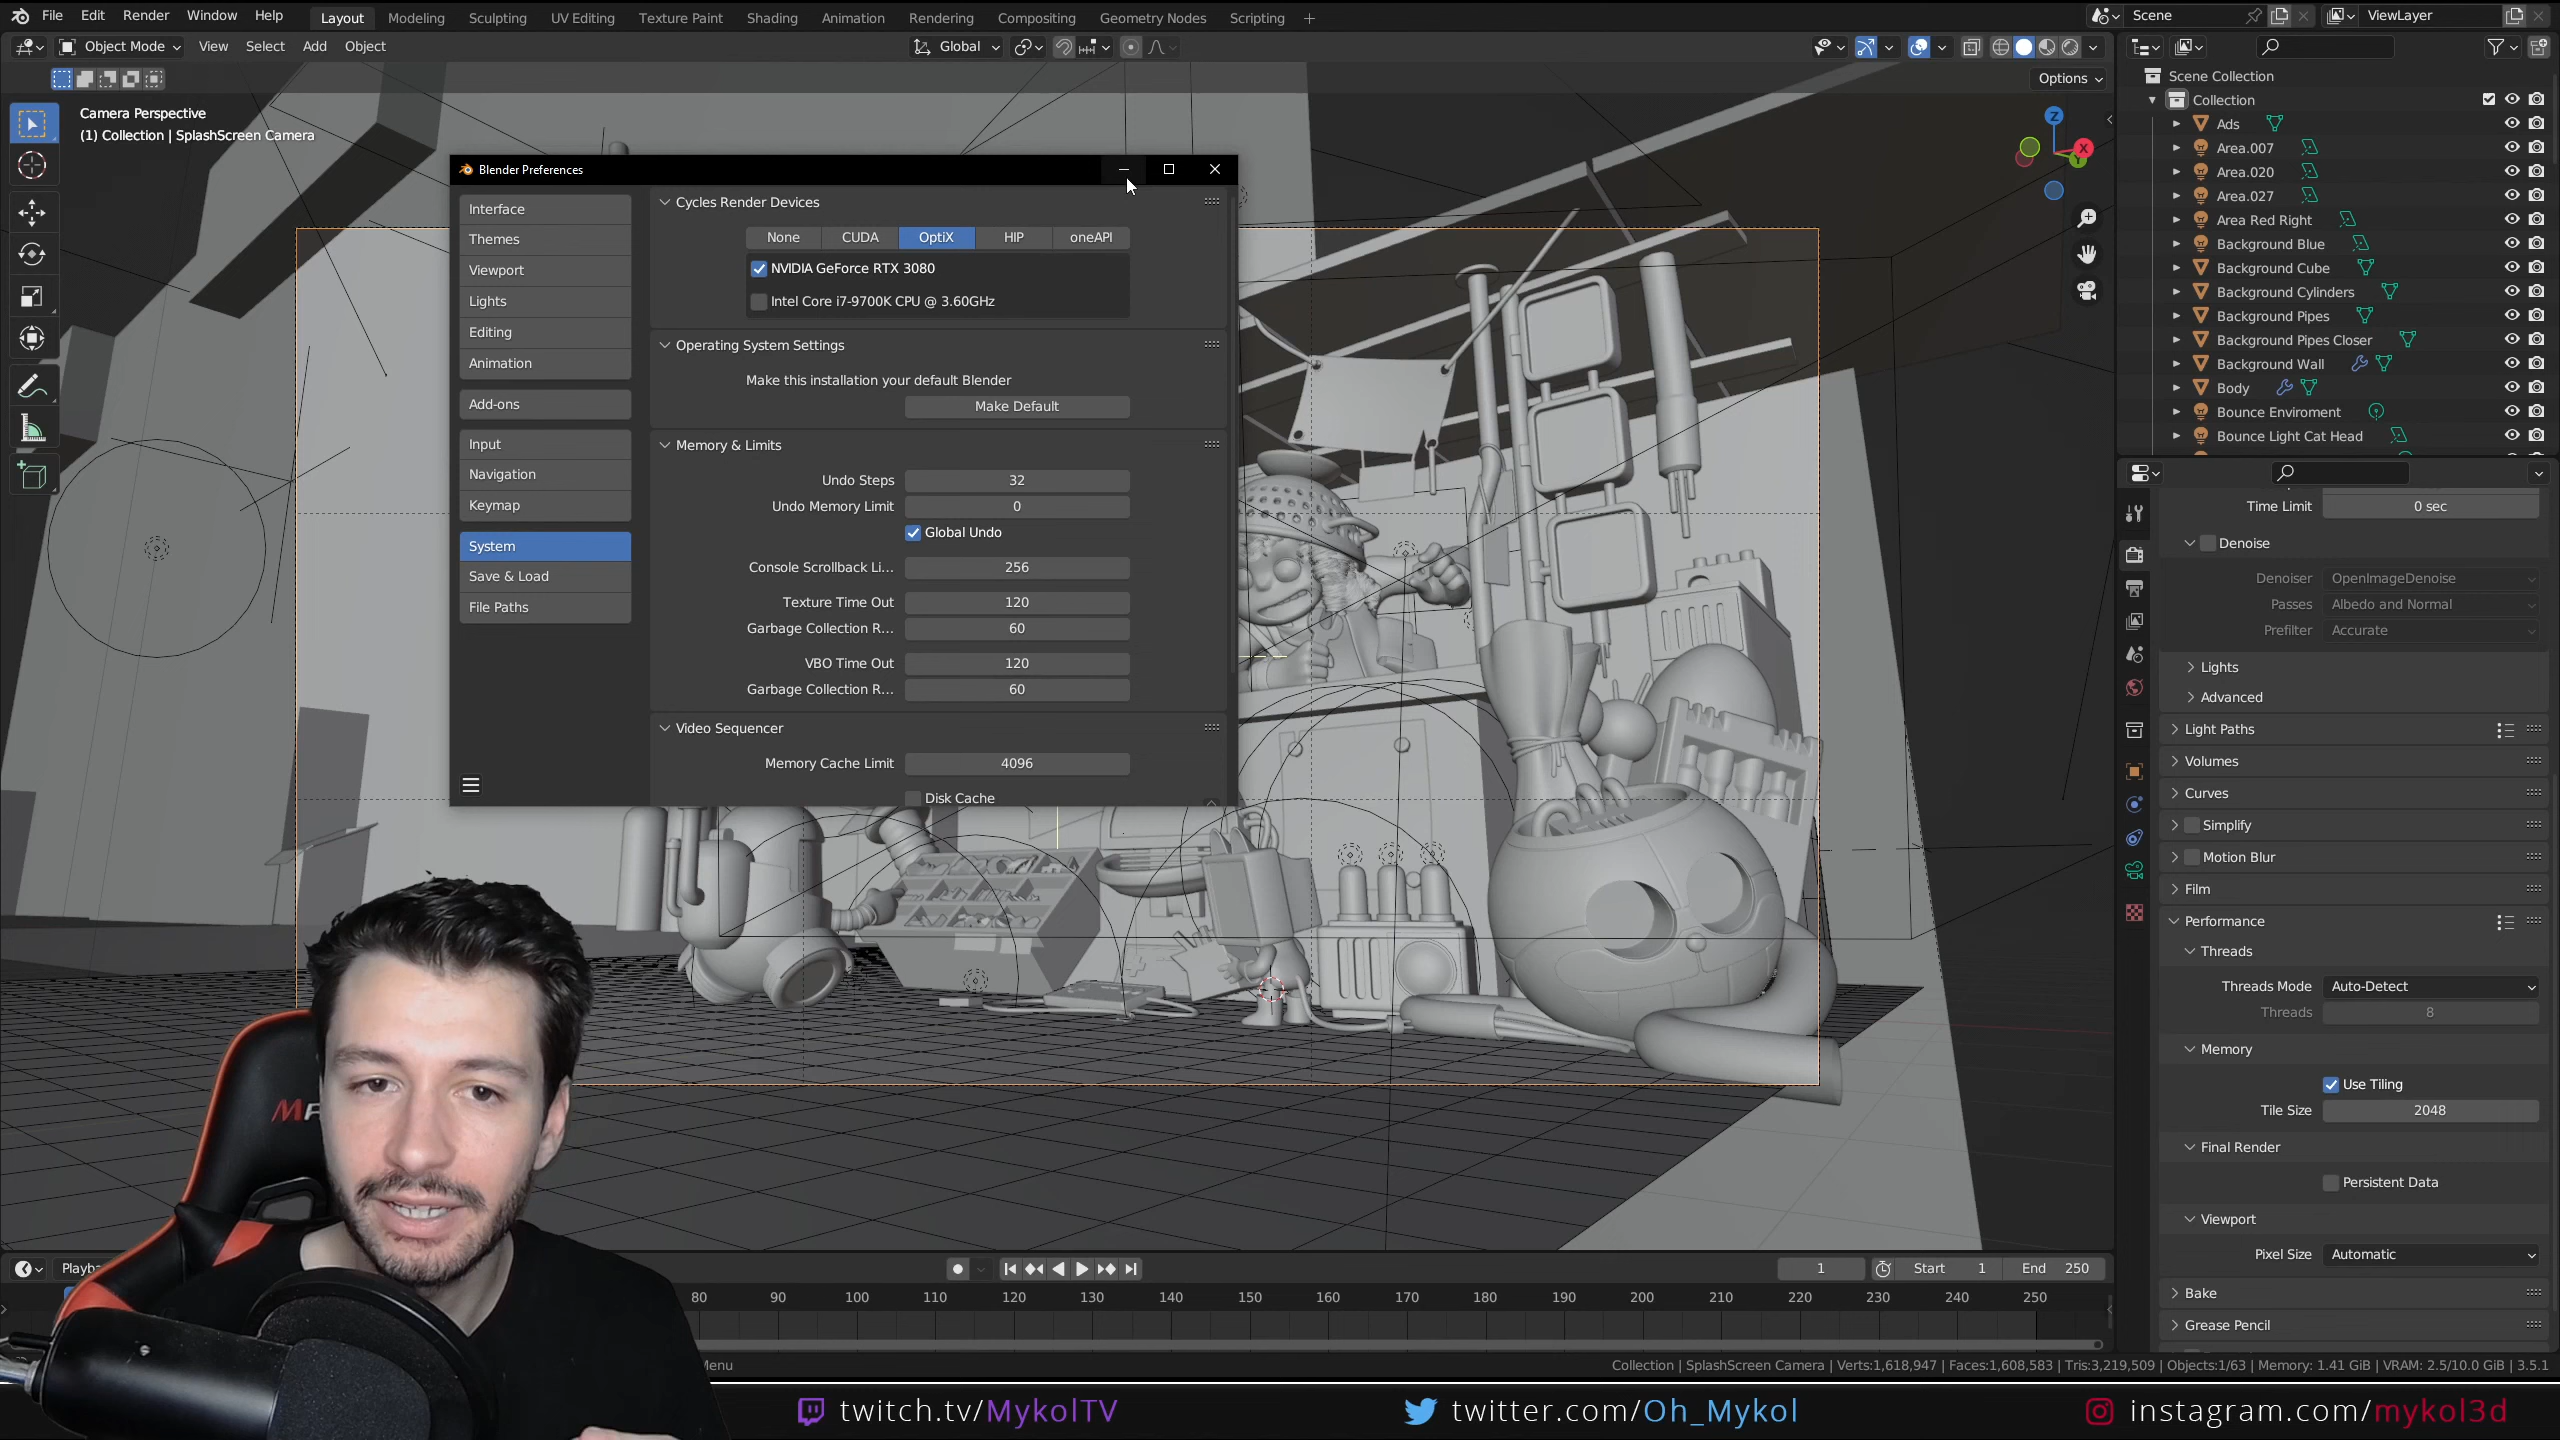 File Edit Render Window Help Layout Modeling Sculpting UV Editing Texture Paint Shading Animation Rendering Compositing Geometry Nodes Scripting + Scene ViewLayer
Object Mode View Select Add Object Global
Options
Camera Perspective
(1) Collection | SplashScreen Camera
Z
X
Y
Blender Preferences
Interface
Themes
Viewport
Lights
Editing
Animation
Add-ons
Input
Navigation
Keymap
System
Save & Load
File Paths
Cycles Render Devices
None CUDA OptiX HIP oneAPI
NVIDIA GeForce RTX 3080
Intel Core i7-9700K CPU @ 3.60GHz
Operating System Settings
Make this installation your default Blender
Make Default
Memory & Limits
Undo Steps 32
Undo Memory Limit 0
Global Undo
Console Scrollback Li... 256
Texture Time Out 120
Garbage Collection R... 60
VBO Time Out 120
Garbage Collection R... 60
Video Sequencer
Memory Cache Limit 4096
Disk Cache
Scene Collection
Collection
Ads
Area.007
Area.020
Area.027
Area Red Right
Background Blue
Background Cube
Background Cylinders
Background Pipes
Background Pipes Closer
Background Wall
Body
Bounce Enviroment
Bounce Light Cat Head
Time Limit 0 sec
Denoise
Denoiser OpenImageDenoise
Passes Albedo and Normal
Prefilter Accurate
Lights
Advanced
Light Paths
Volumes
Curves
Simplify
Motion Blur
Film
Performance
Threads
Threads Mode Auto-Detect
Threads 8
Memory
Use Tiling
Tile Size 2048
Final Render
Persistent Data
Viewport
Pixel Size Automatic
Bake
Grease Pencil
Playba
1 Start 1 End 250
80 90 100 110 120 130 140 150 160 170 180 190 200 210 220 230 240 250
Menu
Collection | SplashScreen Camera | Verts:1,618,947 | Faces:1,608,583 | Tris:3,219,509 | Objects:1/63 | Memory: 1.41 GiB | VRAM: 2.5/10.0 GiB | 3.5.1
twitch.tv/MykolTV twitter.com/Oh_Mykol instagram.com/mykol3d